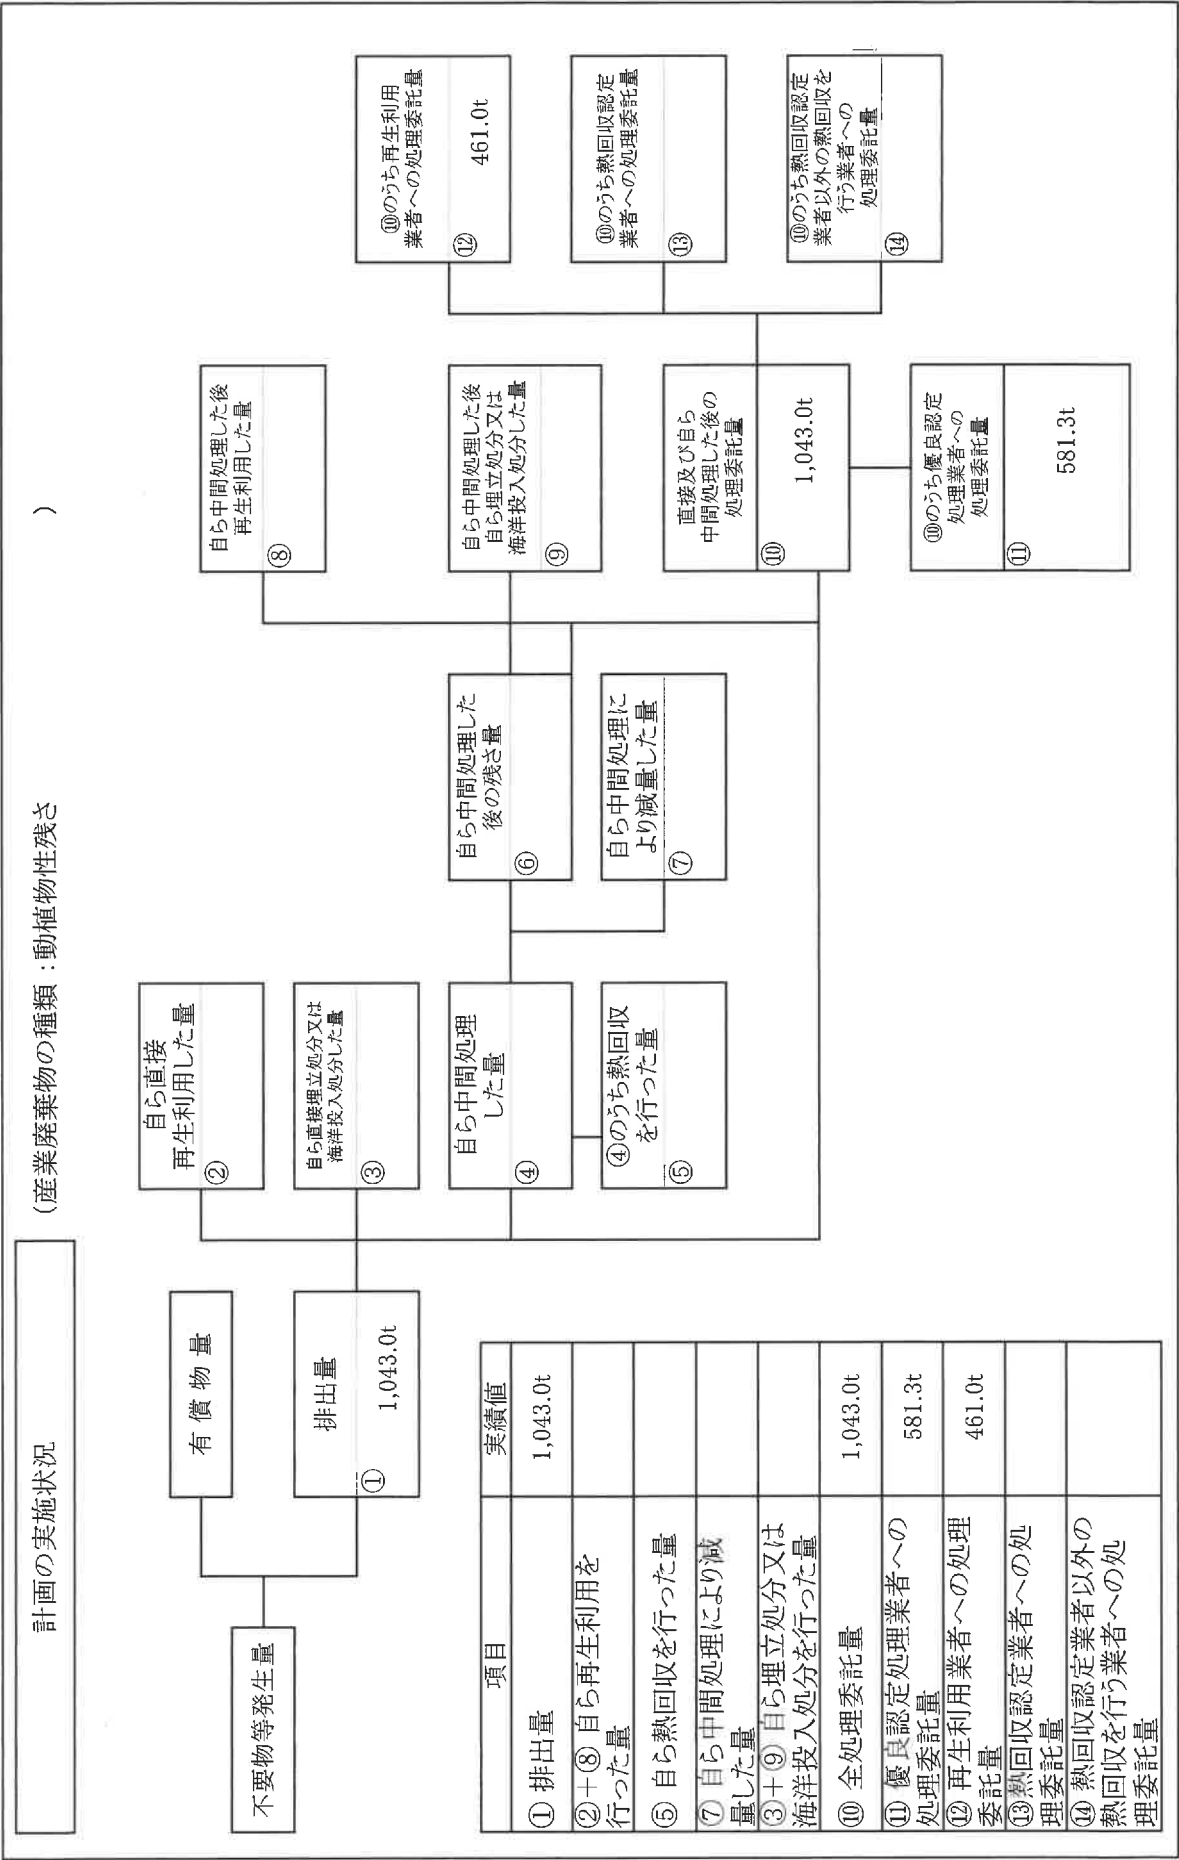 計画の実施状況
(産業廃棄物の種類：動植物性残さ
)
不要物等発生量
有償物量
排出量
①
1,043.0t
自ら直接
再生利用した量
②
自ら直接埋立処分又は
海洋投入処分した量
③
自ら中間処理
した量
④
④のうち熱回収
を行った量
⑤
自ら中間処理した
後の残さ量
⑥
自ら中間処理に
より減量した量
⑦
自ら中間処理した後
再生利用した量
⑧
自ら中間処理した後
自ら埋立処分又は
海洋投入処分した量
⑨
直接及び自ら
中間処理した後の
処理委託量
⑩
1,043.0t
⑩のうち優良認定
処理業者への
処理委託量
⑪
581.3t
⑩のうち再生利用
業者への処理委託量
⑫
461.0t
⑩のうち熱回収認定
業者への処理委託量
⑬
⑩のうち熱回収認定
業者以外の熱回収を
行う業者への
処理委託量
⑭
項目 実績値
① 排出量 1,043.0t
②＋⑧ 自ら再生利用を
行った量
⑤ 自ら熱回収を行った量
⑦ 自ら中間処理により減
量した量
③＋⑨ 自ら埋立処分又は
海洋投入処分を行った量
⑩ 全処理委託量 1,043.0t
⑪ 優良認定処理業者への
処理委託量 581.3t
⑫ 再生利用業者への処理
委託量 461.0t
⑬熱回収認定業者への処
理委託量
⑭ 熱回収認定業者以外の
熱回収を行う業者への処
理委託量